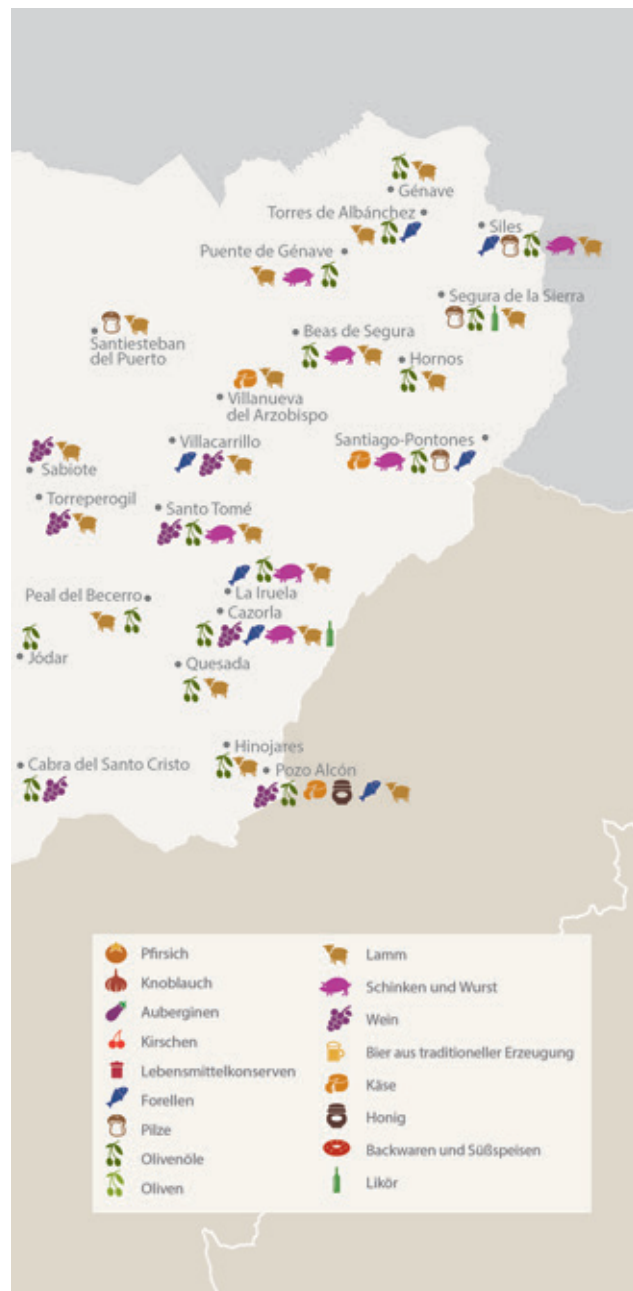 Génave
Torres de Albánchez
Siles
Puente de Génave
Segura de la Sierra
Santiesteban
del Puerto
Beas de Segura
Hornos
Villanueva
del Arzobispo
Villacarrillo
Santiago-Pontones
Sabiote
Torreperogil
Santo Tomé
La Iruela
Peal del Becerro
Cazorla
Jódar
Quesada
Hinojares
Cabra del Santo Cristo
Pozo Alcón
Pfirsich
Knoblauch
Auberginen
Kirschen
Lebensmittelkonserven
Forellen
Pilze
Olivenöle
Oliven
Lamm
Schinken und Wurst
Wein
Bier aus traditioneller Erzeugung
Käse
Honig
Backwaren und Süßspeisen
Likör